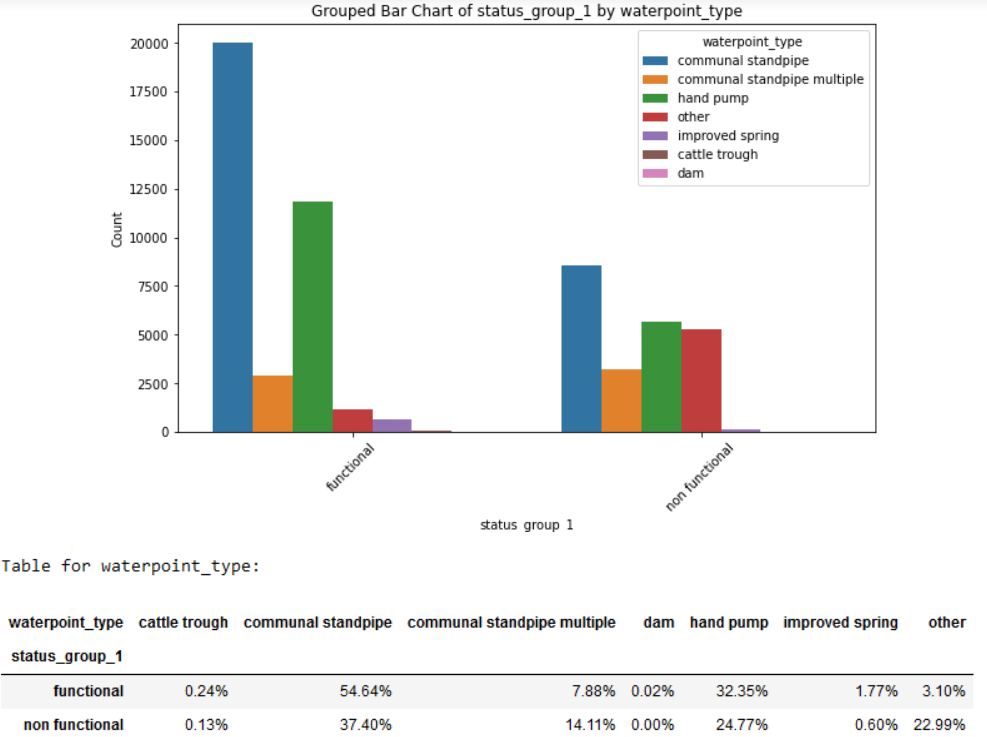 Grouped Bar Chart of status_group_1 by waterpoint_type
waterpoint_type
communal standpipe
communal standpipe multiple
hand pump
other
improved spring
cattle trough
dam
Count
20000
17500
15000
12500
10000
7500
5000
2500
0
functional
non functional
status_group_1
Table for waterpoint_type:
waterpoint_type cattle trough communal standpipe communal standpipe multiple dam hand pump improved spring other
status_group_1
functional 0.24% 54.64% 7.88% 0.02% 32.35% 1.77% 3.10%
non functional 0.13% 37.40% 14.11% 0.00% 24.77% 0.60% 22.99%